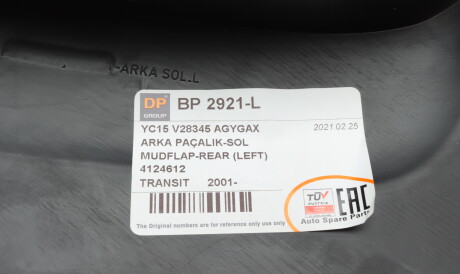 ARKA SOL_L
DP GROUP BP 2921-L
YC15 V28345 AGYGAX 2021.02.25
ARKA PAÇALIK-SOL
MUDFLAP-REAR (LEFT)
4124612
TRANSIT 2001-
TÜV AUSTRIA EAC
Auto Spare Parts
The Original Numbers are for reference only use only